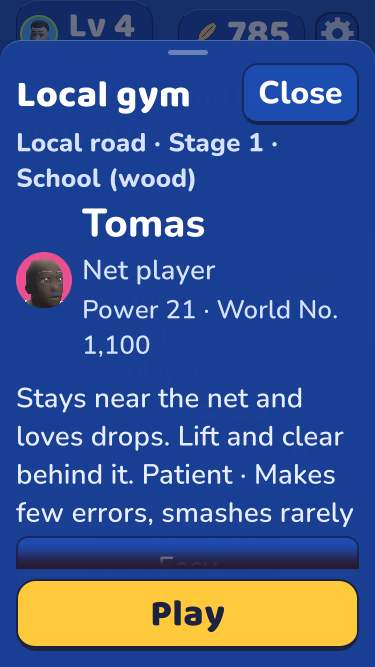 Lv 4
785
Local gym
Close
Local road · Stage 1 ·
School (wood)
Tomas
Net player
Power 21 · World No.
1,100
Stays near the net and
loves drops. Lift and clear
behind it. Patient · Makes
few errors, smashes rarely
Play